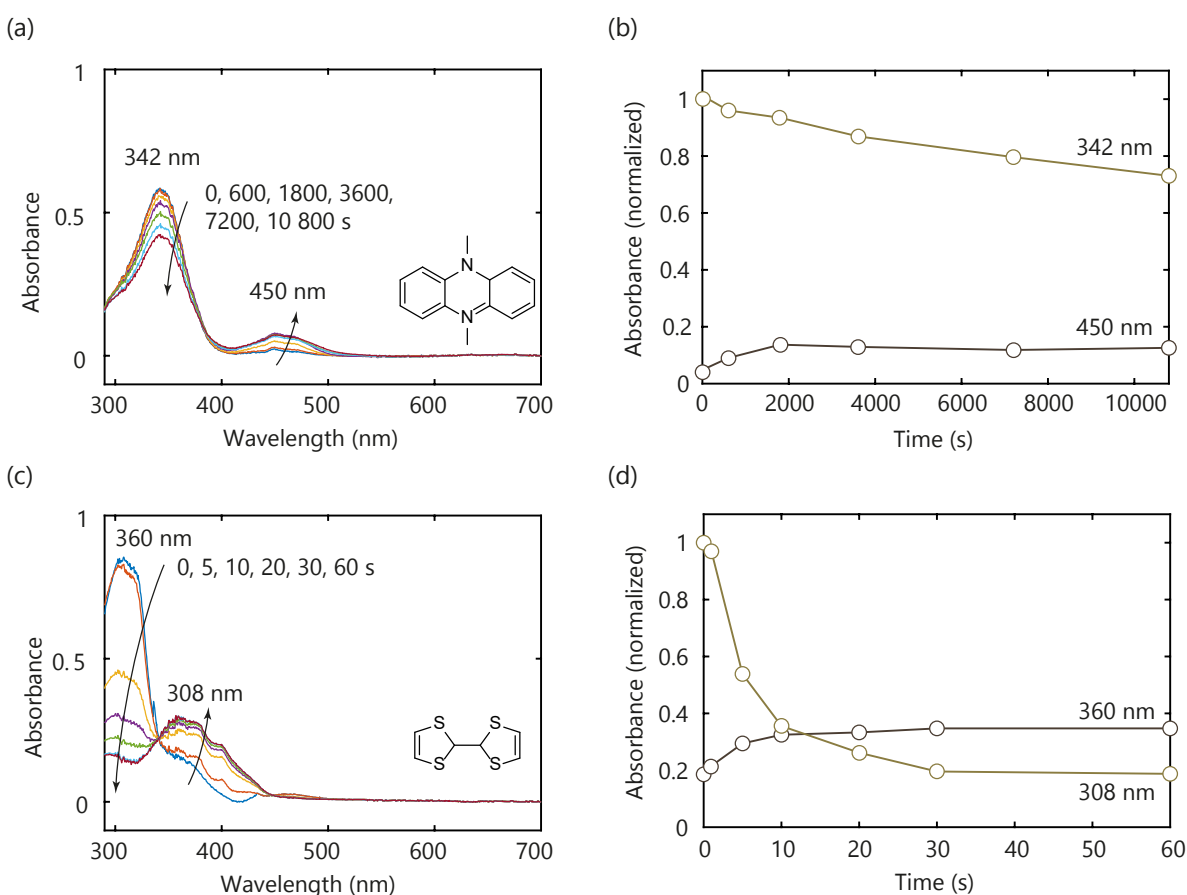 (a)
1
0.5
0
Absorbance
342 nm
0, 600, 1800, 3600,
7200, 10 800 s
450 nm
N
N
300 400 500 600 700
Wavelength (nm)
(b)
1
0.8
0.6
0.4
0.2
0
Absorbance (normalized)
342 nm
450 nm
0 2000 4000 6000 8000 10000
Time (s)
(c)
1
0.5
0
Absorbance
360 nm
0, 5, 10, 20, 30, 60 s
308 nm
S S
S S
300 400 500 600 700
Wavelength (nm)
(d)
1
0.8
0.6
0.4
0.2
0
Absorbance (normalized)
360 nm
308 nm
0 10 20 30 40 50 60
Time (s)